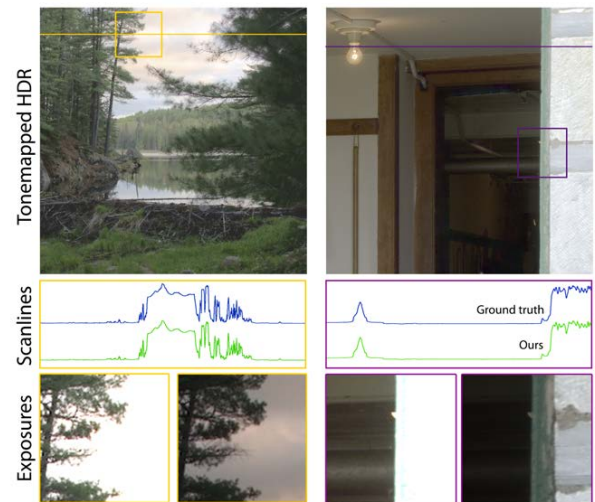 Tonemapped HDR
Scanlines
Ground truth
Ours
Exposures